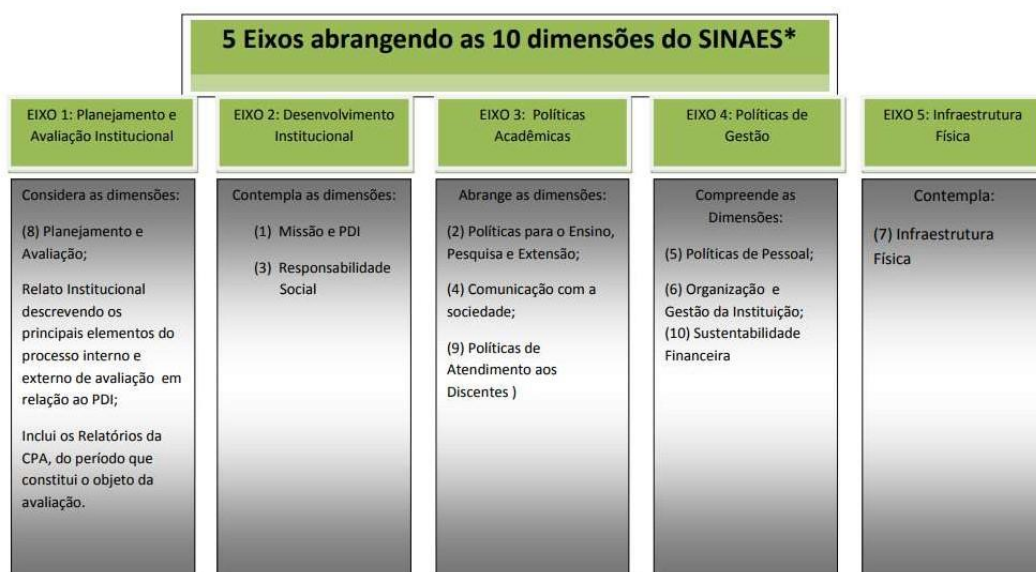 5 Eixos abrangendo as 10 dimensões do SINAES*
EIXO 1: Planejamento e
Avaliação Institucional
Considera as dimensões:
(8) Planejamento e
Avaliação;
Relato Institucional
descrevendo os
principais elementos do
processo interno e
externo de avaliação em
relação ao PDI;
Inclui os Relatórios da
CPA, do período que
constitui o objeto da
avaliação.
EIXO 2: Desenvolvimento
Institucional
Contempla as dimensões:
(1) Missão e PDI
(3) Responsabilidade
Social
EIXO 3: Políticas
Acadêmicas
Abrange as dimensões:
(2) Políticas para o Ensino,
Pesquisa e Extensão;
(4) Comunicação com a
sociedade;
(9) Políticas de
Atendimento aos
Discentes )
EIXO 4: Políticas de
Gestão
Compreende as
Dimensões:
(5) Políticas de Pessoal;
(6) Organização e
Gestão da Instituição;
(10) Sustentabilidade
Financeira
EIXO 5: Infraestrutura
Física
Contempla:
(7) Infraestrutura
Física